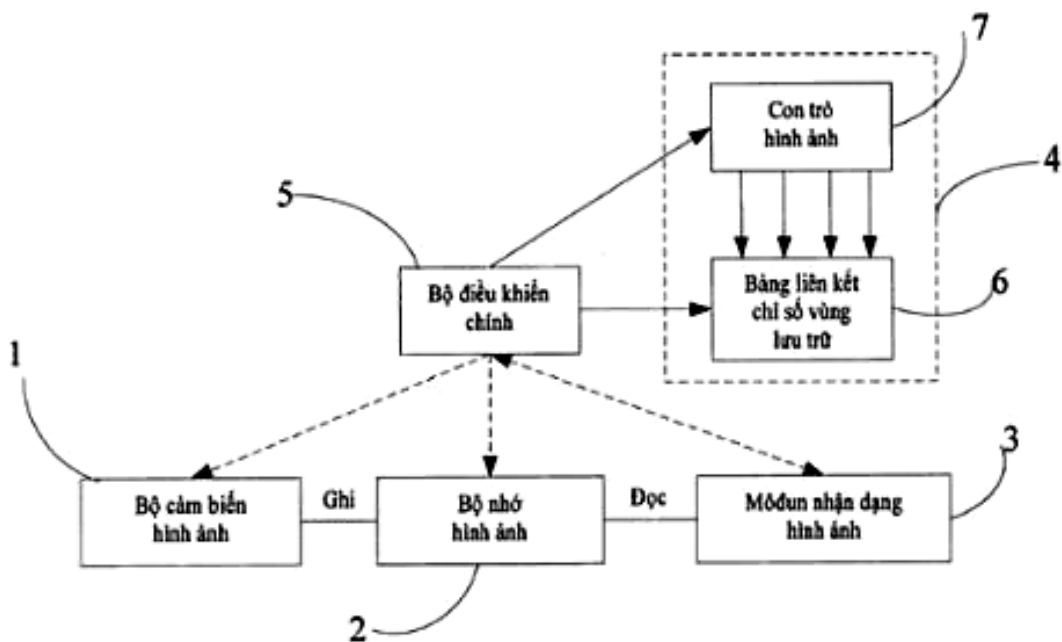 7
Con trỏ
hình ảnh
4
5
Bộ điều khiển
chính
Bảng liên kết
chỉ số vùng
lưu trữ
6
1
3
Bộ cảm biến
hình ảnh
Ghi
Bộ nhớ
hình ảnh
Đọc
Môđun nhận dạng
hình ảnh
2